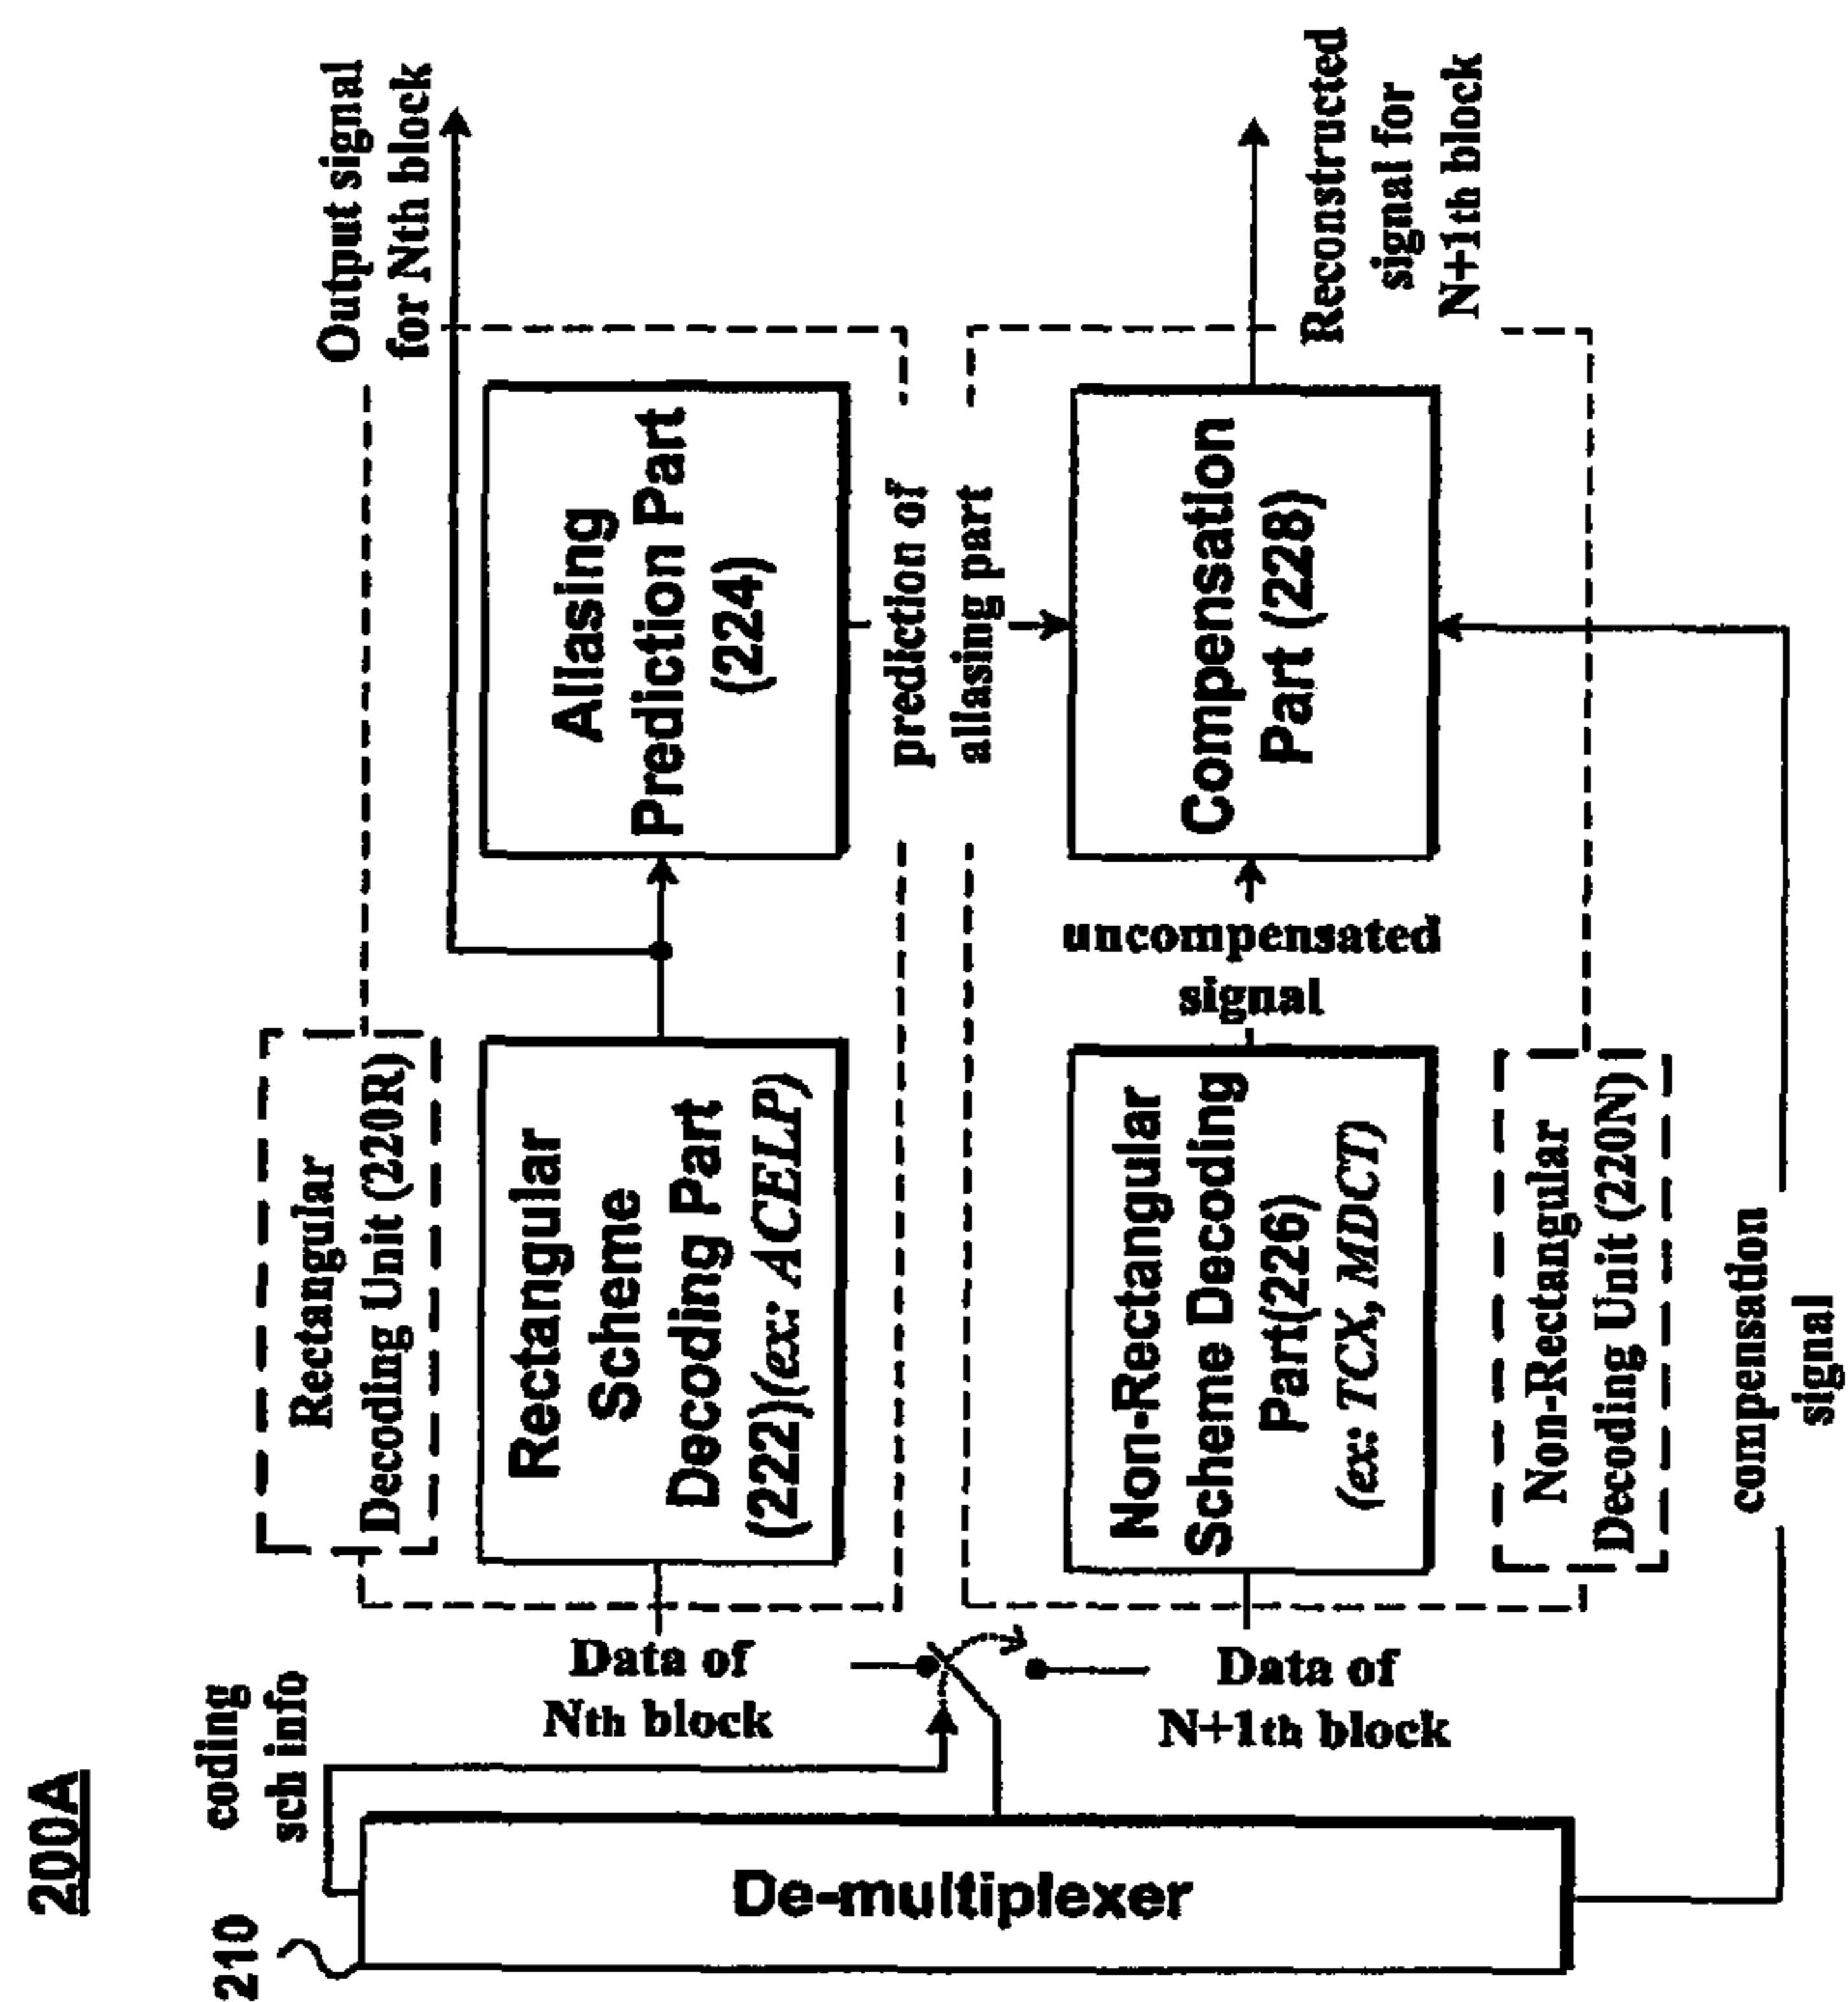 200A
210
coding
sch info
De-multiplexer
Data of
Nth block
Data of
N+1th block
Rectangular
Decoding Unit (220R)
Rectangular
Scheme
Decoding Part
(222)(ex: ACELP)
Aliasing
Prediction Part
(224)
Output signal
for Nth block
prediction of
aliasing part
Non-Rectangular
Scheme Decoding
Part(226)
(ex: TCX, MDCT)
uncompensated
signal
Compensation
Part (228)
Reconstructed
signal for
N+1th block
Non-Rectangular
Decoding Unit (220N)
compensation
signal